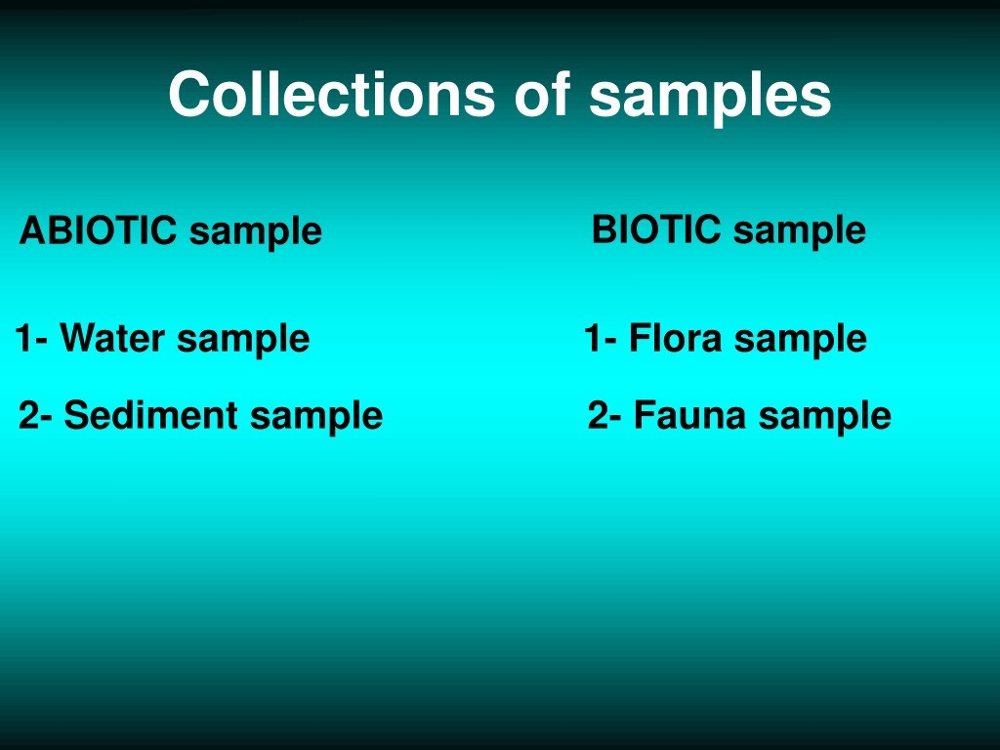 Collections of samples
ABIOTIC sample
BIOTIC sample
1- Water sample
1- Flora sample
2- Sediment sample
2- Fauna sample